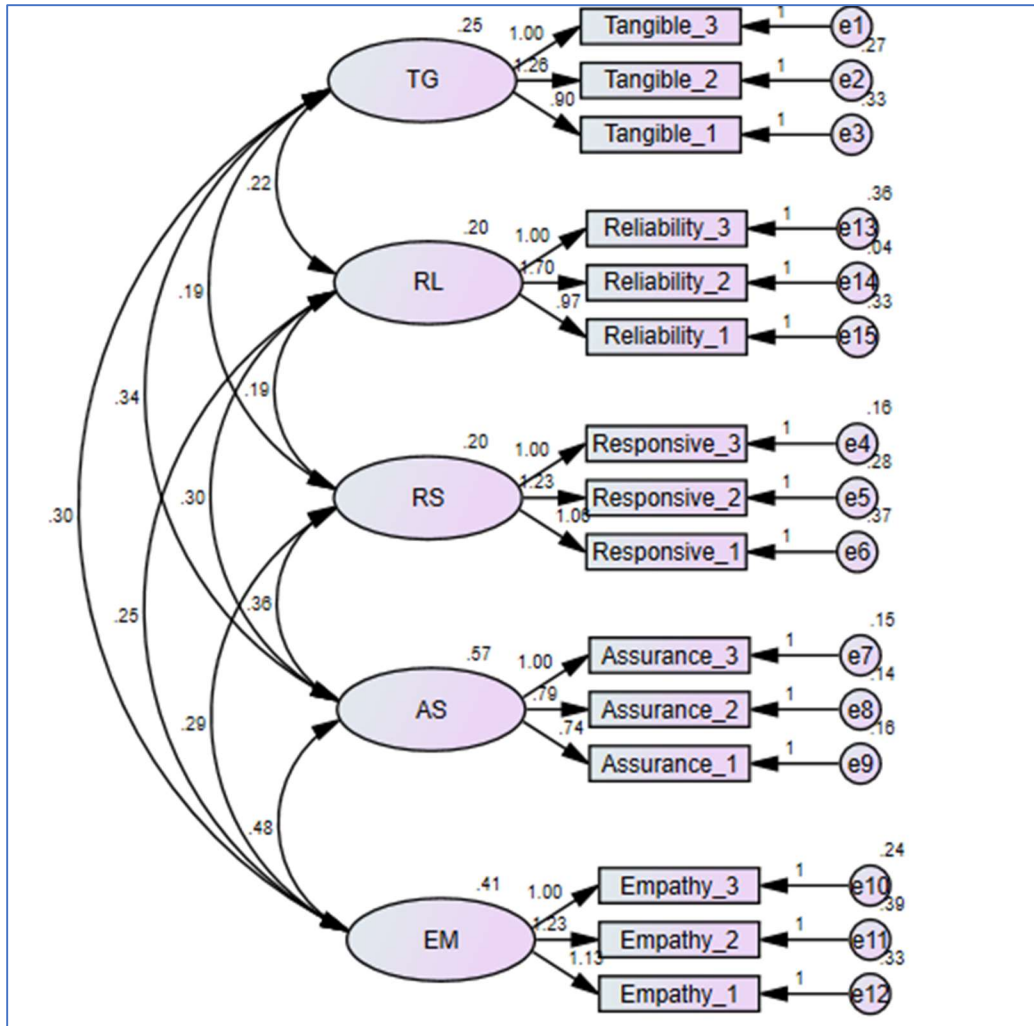 .25 1.00 Tangible_3 1 e1
.27
TG 1.26 Tangible_2 1 e2
.33
.90 Tangible_1 1 e3
.22
.36
.20 1.00 Reliability_3 1 e13
.04
RL 1.70 Reliability_2 1 e14
.33
.97 Reliability_1 1 e15
.19
.34
.19
.16
.20 1.00 Responsive_3 1 e4
.28
RS 1.23 Responsive_2 1 e5
.37
.30
.30
Responsive_1 1 e6
.36
.25
.15
.57 1.00 Assurance_3 1 e7
.14
AS .79 Assurance_2 1 e8
.16
.29
.74 Assurance_1 1 e9
.48
.24
.41 1.00 Empathy_3 1 e10
.39
EM 1.23 Empathy_2 1 e11
.33
1.13 Empathy_1 1 e12